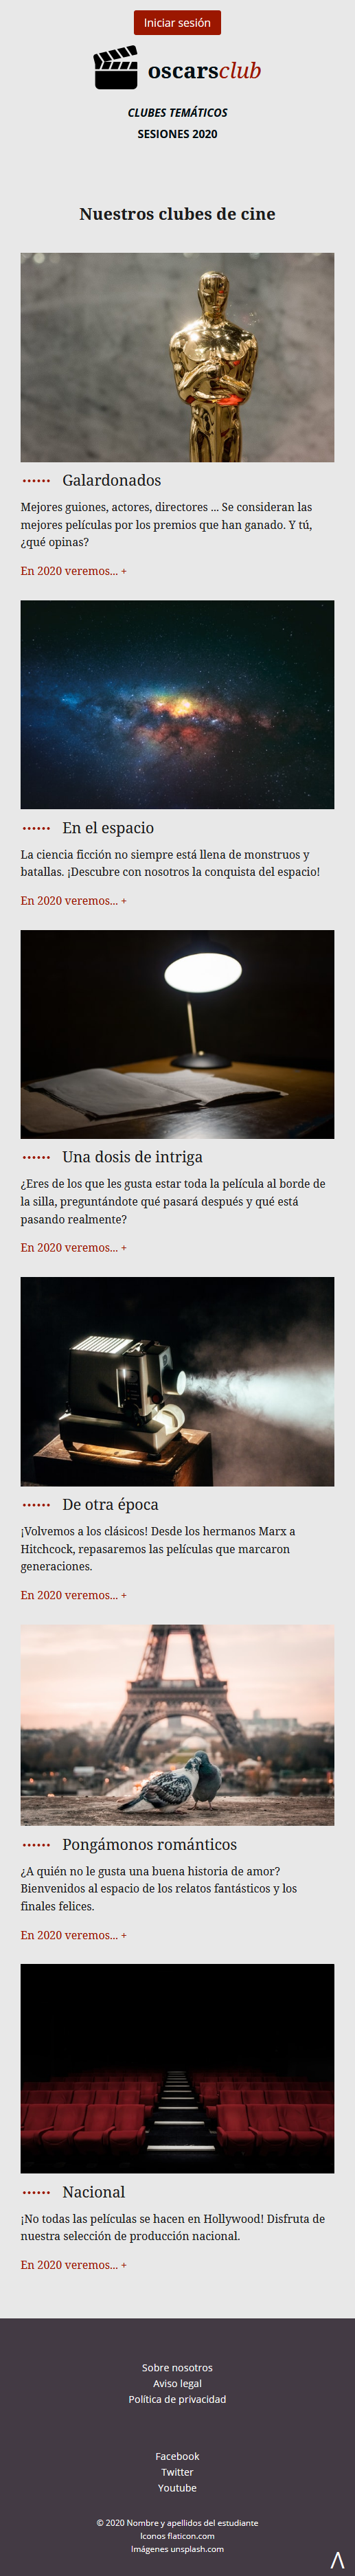 Iniciar sesión
oscarsclub
CLUBES TEMÁTICOS
SESIONES 2020
Nuestros clubes de cine
Galardonados
Mejores guiones, actores, directores ... Se consideran las
mejores películas por los premios que han ganado. Y tú,
¿qué opinas?
En 2020 veremos... +
En el espacio
La ciencia ficción no siempre está llena de monstruos y
batallas. ¡Descubre con nosotros la conquista del espacio!
En 2020 veremos... +
Una dosis de intriga
¿Eres de los que les gusta estar toda la película al borde de
la silla, preguntándote qué pasará después y qué está
pasando realmente?
En 2020 veremos... +
De otra época
¡Volvemos a los clásicos! Desde los hermanos Marx a
Hitchcock, repasaremos las películas que marcaron
generaciones.
En 2020 veremos... +
Pongámonos románticos
¿A quién no le gusta una buena historia de amor?
Bienvenidos al espacio de los relatos fantásticos y los
finales felices.
En 2020 veremos... +
Nacional
¡No todas las películas se hacen en Hollywood! Disfruta de
nuestra selección de producción nacional.
En 2020 veremos... +
Sobre nosotros
Aviso legal
Política de privacidad
Facebook
Twitter
Youtube
© 2020 Nombre y apellidos del estudiante
Iconos flaticon.com
Imágenes unsplash.com